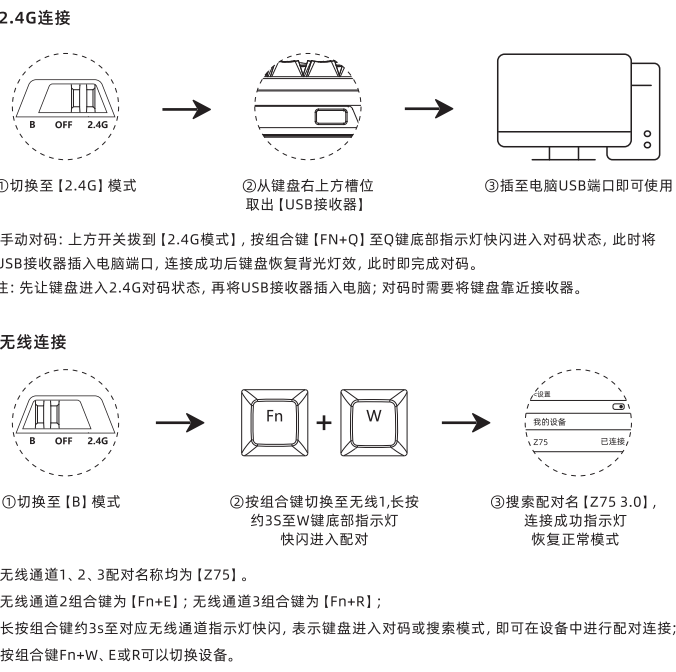 2.4G连接
B OFF 2.4G
①切换至【2.4G】模式
②从键盘右上方槽位
取出【USB接收器】
③插至电脑USB端口即可使用
手动对码：上方开关拨到【2.4G模式】，按组合键【FN+Q】至Q键底部指示灯快闪进入对码状态，此时将
USB接收器插入电脑端口，连接成功后键盘恢复背光灯效，此时即完成对码。
注：先让键盘进入2.4G对码状态，再将USB接收器插入电脑；对码时需要将键盘靠近接收器。
无线连接
B OFF 2.4G
Fn + W
设置
我的设备
Z75 已连接
①切换至【B】模式
②按组合键切换至无线1,长按
约3S至W键底部指示灯
快闪进入配对
③搜索配对名【Z75 3.0】，
连接成功指示灯
恢复正常模式
无线通道1、2、3配对名称均为【Z75】。
无线通道2组合键为【Fn+E】；无线通道3组合键为【Fn+R】；
长按组合键约3s至对应无线通道指示灯快闪，表示键盘进入对码或搜索模式，即可在设备中进行配对连接；
按组合键Fn+W、E或R可以切换设备。